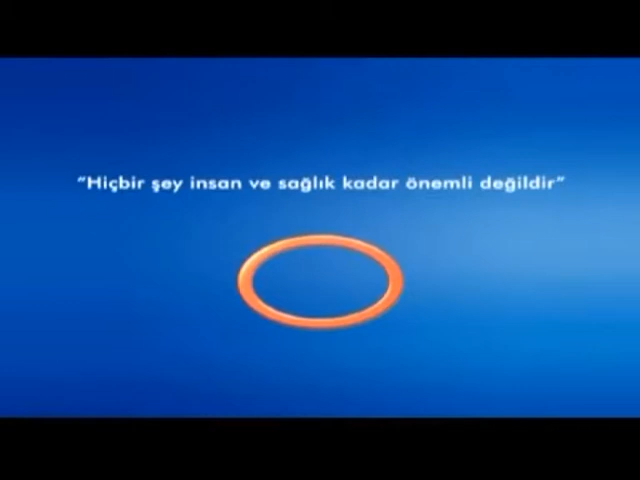 “Hiçbir şey insan ve sağlık kadar önemli değildir”